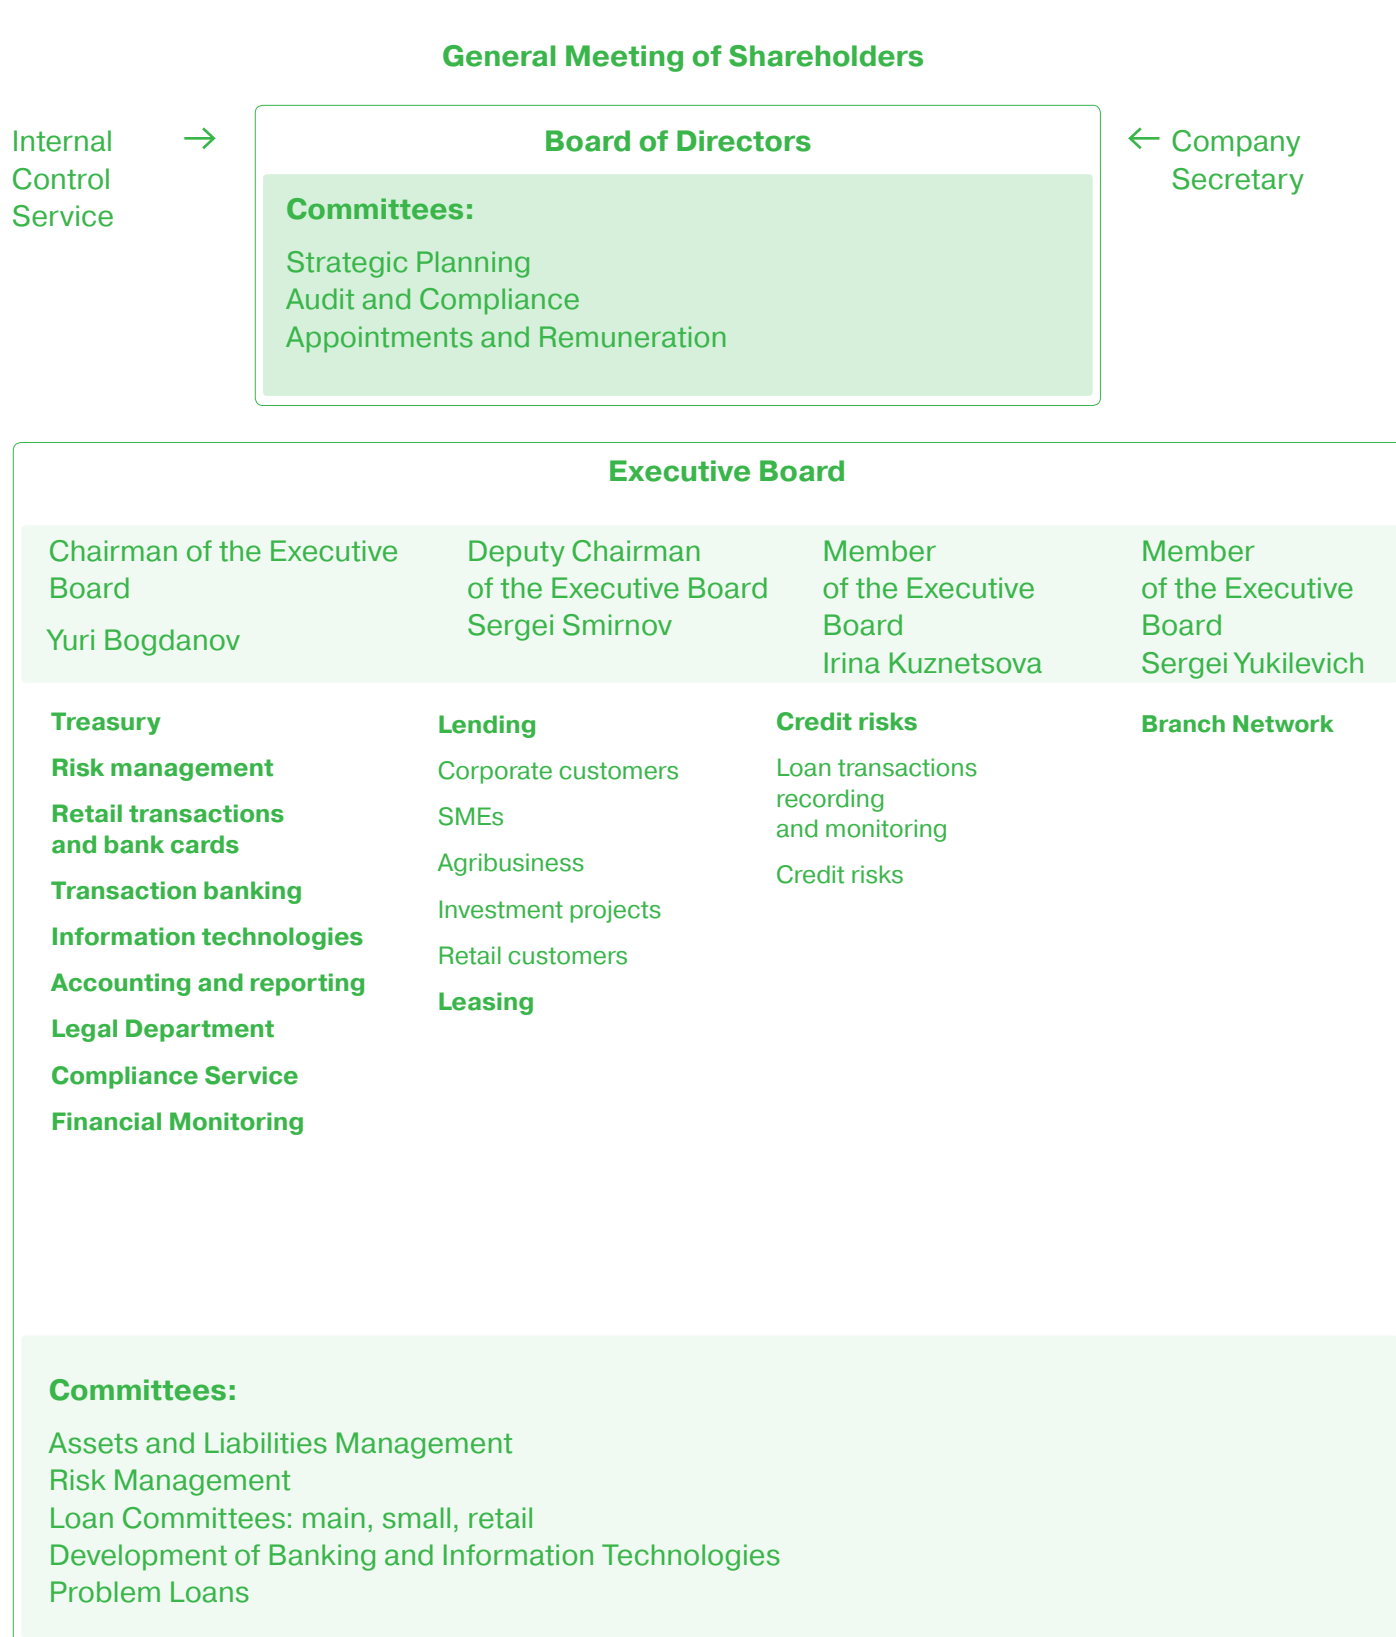 General Meeting of Shareholders
Internal
Control
Service
→
Board of Directors
← Company
Secretary
Committees:
Strategic Planning
Audit and Compliance
Appointments and Remuneration
Executive Board
Chairman of the Executive
Board
Yuri Bogdanov
Deputy Chairman
of the Executive Board
Sergei Smirnov
Member
of the Executive
Board
Irina Kuznetsova
Member
of the Executive
Board
Sergei Yukilevich
Treasury
Risk management
Retail transactions
and bank cards
Transaction banking
Information technologies
Accounting and reporting
Legal Department
Compliance Service
Financial Monitoring
Lending
Corporate customers
SMEs
Agribusiness
Investment projects
Retail customers
Leasing
Credit risks
Loan transactions
recording
and monitoring
Credit risks
Branch Network
Committees:
Assets and Liabilities Management
Risk Management
Loan Committees: main, small, retail
Development of Banking and Information Technologies
Problem Loans